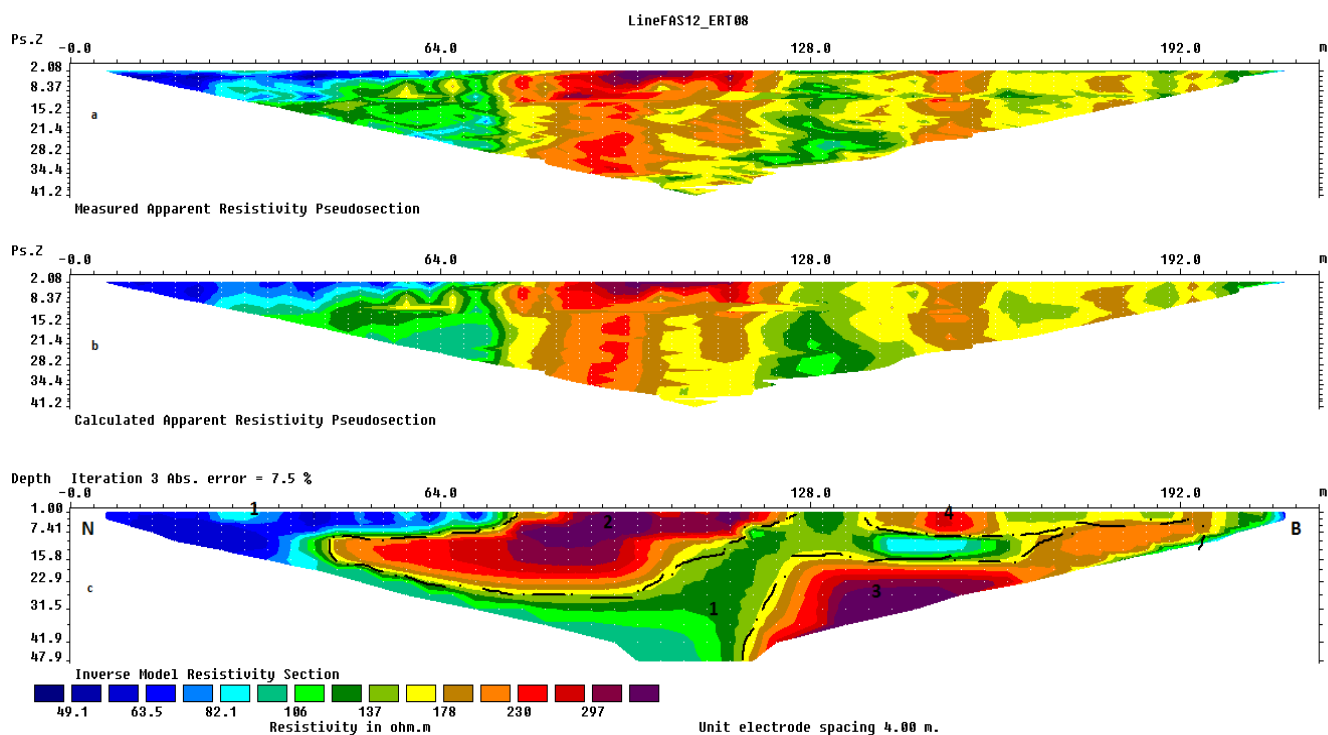 LineFAS12_ERT08
Ps.Z -0.0 64.0 128.0 192.0 m
2.08
8.37
15.2
a
21.4
28.2
34.4
41.2
Measured Apparent Resistivity Pseudosection
Ps.Z -0.0 64.0 128.0 192.0 m
2.08
8.37
15.2
21.4
b
28.2
34.4
41.2
Calculated Apparent Resistivity Pseudosection
Depth Iteration 3 Abs. error = 7.5 %
-0.0 64.0 128.0 192.0 m
1.00 1 2 4
7.41 N B
15.8
22.9
c 3
31.5 1
41.9
47.9
Inverse Model Resistivity Section
49.1 63.5 82.1 106 137 178 230 297
Resistivity in ohm.m Unit electrode spacing 4.00 m.